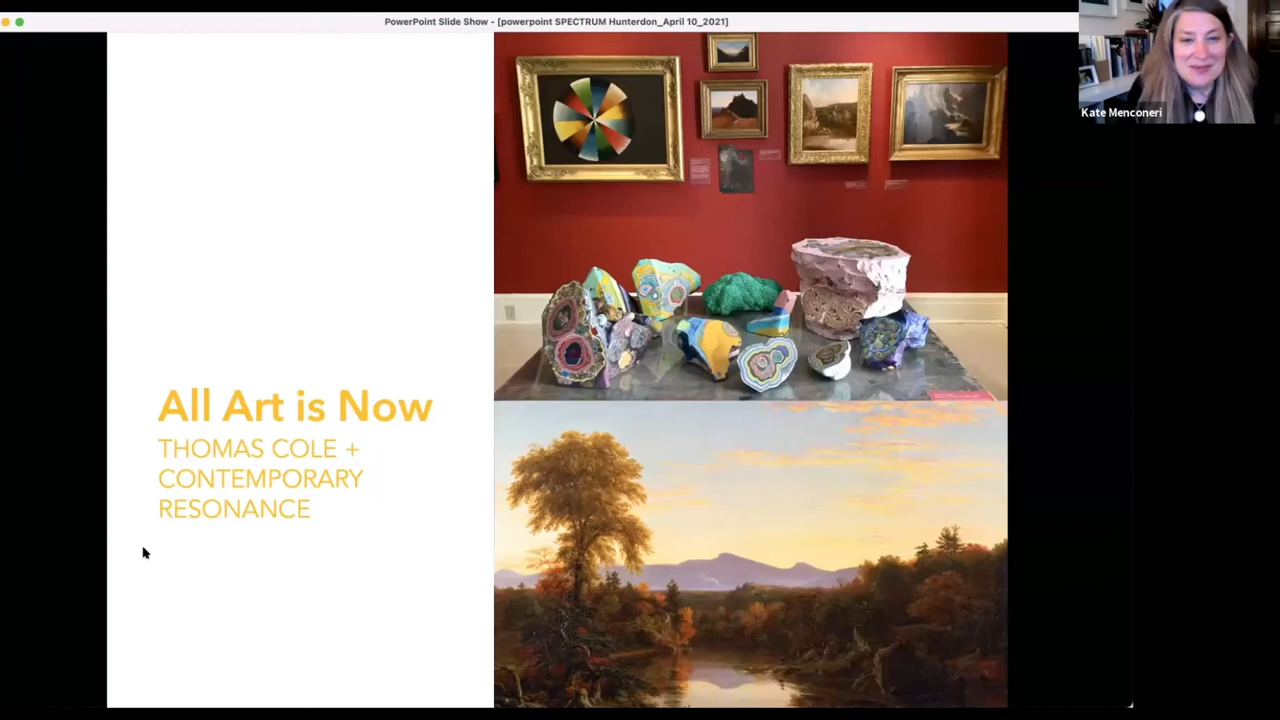 PowerPoint Slide Show - [powerpoint SPECTRUM Hunterdon_April 10_2021]
Kate Menconeri
All Art is Now
THOMAS COLE +
CONTEMPORARY
RESONANCE